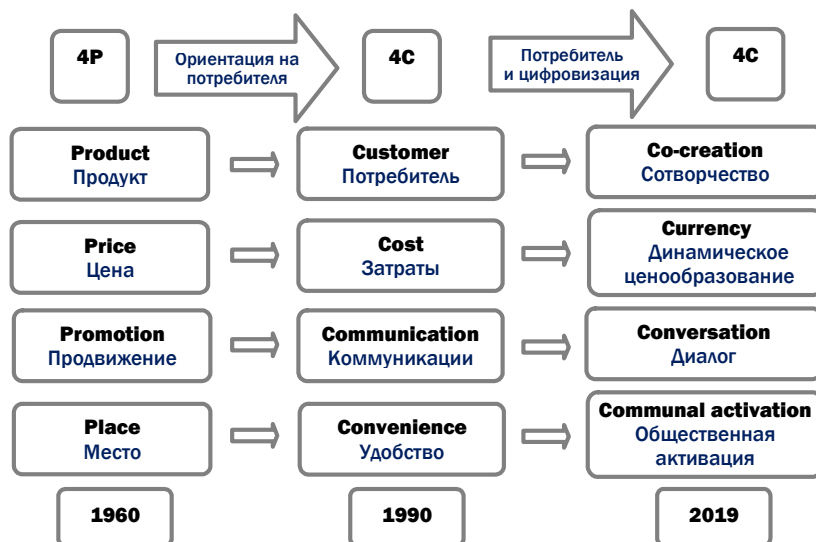 4P
Ориентация на
потребителя
4C
Потребитель
и цифровизация
4C
Product
Продукт
Customer
Потребитель
Co-creation
Сотворчество
Price
Цена
Cost
Затраты
Currency
Динамическое
ценообразование
Promotion
Продвижение
Communication
Коммуникации
Conversation
Диалог
Place
Место
Convenience
Удобство
Communal activation
Общественная
активация
1960
1990
2019